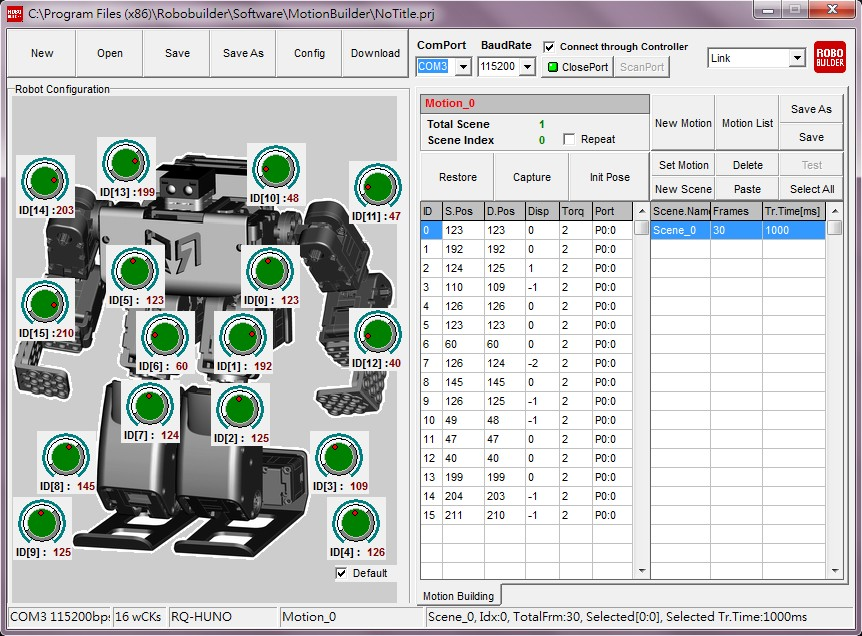 C:\Program Files (x86)\Robobuilder\Software\MotionBuilder\NoTitle.prj
New Open Save Save As Config Download
ComPort BaudRate Connect through Controller
COM3 115200 ClosePort ScanPort Link
ROBO BUILDER
Robot Configuration
ID[13] :199
ID[10] :48
ID[14] :203
ID[11] :47
ID[5] : 123
ID[0] : 123
ID[15] :210
ID[6] : 60
ID[1] : 192
ID[12] :40
ID[7] : 124
ID[2] : 125
ID[8] : 145
ID[3] : 109
ID[9] : 125
ID[4] : 126
Default
Motion_0
Total Scene 1
Scene Index 0 Repeat
New Motion Motion List Save As
Save
Restore Capture Init Pose
Set Motion Delete Test
New Scene Paste Select All
ID S.Pos D.Pos Disp Torq Port
0 123 123 0 2 P0:0
1 192 192 0 2 P0:0
2 124 125 1 2 P0:0
3 110 109 -1 2 P0:0
4 126 126 0 2 P0:0
5 123 123 0 2 P0:0
6 60 60 0 2 P0:0
7 126 124 -2 2 P0:0
8 145 145 0 2 P0:0
9 126 125 -1 2 P0:0
10 49 48 -1 2 P0:0
11 47 47 0 2 P0:0
12 40 40 0 2 P0:0
13 199 199 0 2 P0:0
14 204 203 -1 2 P0:0
15 211 210 -1 2 P0:0
Scene.Name Frames Tr.Time[ms]
Scene_0 30 1000
Motion Building
COM3 115200bps 16 wCKs RQ-HUNO Motion_0 Scene_0, Idx:0, TotalFrm:30, Selected[0:0], Selected Tr.Time:1000ms